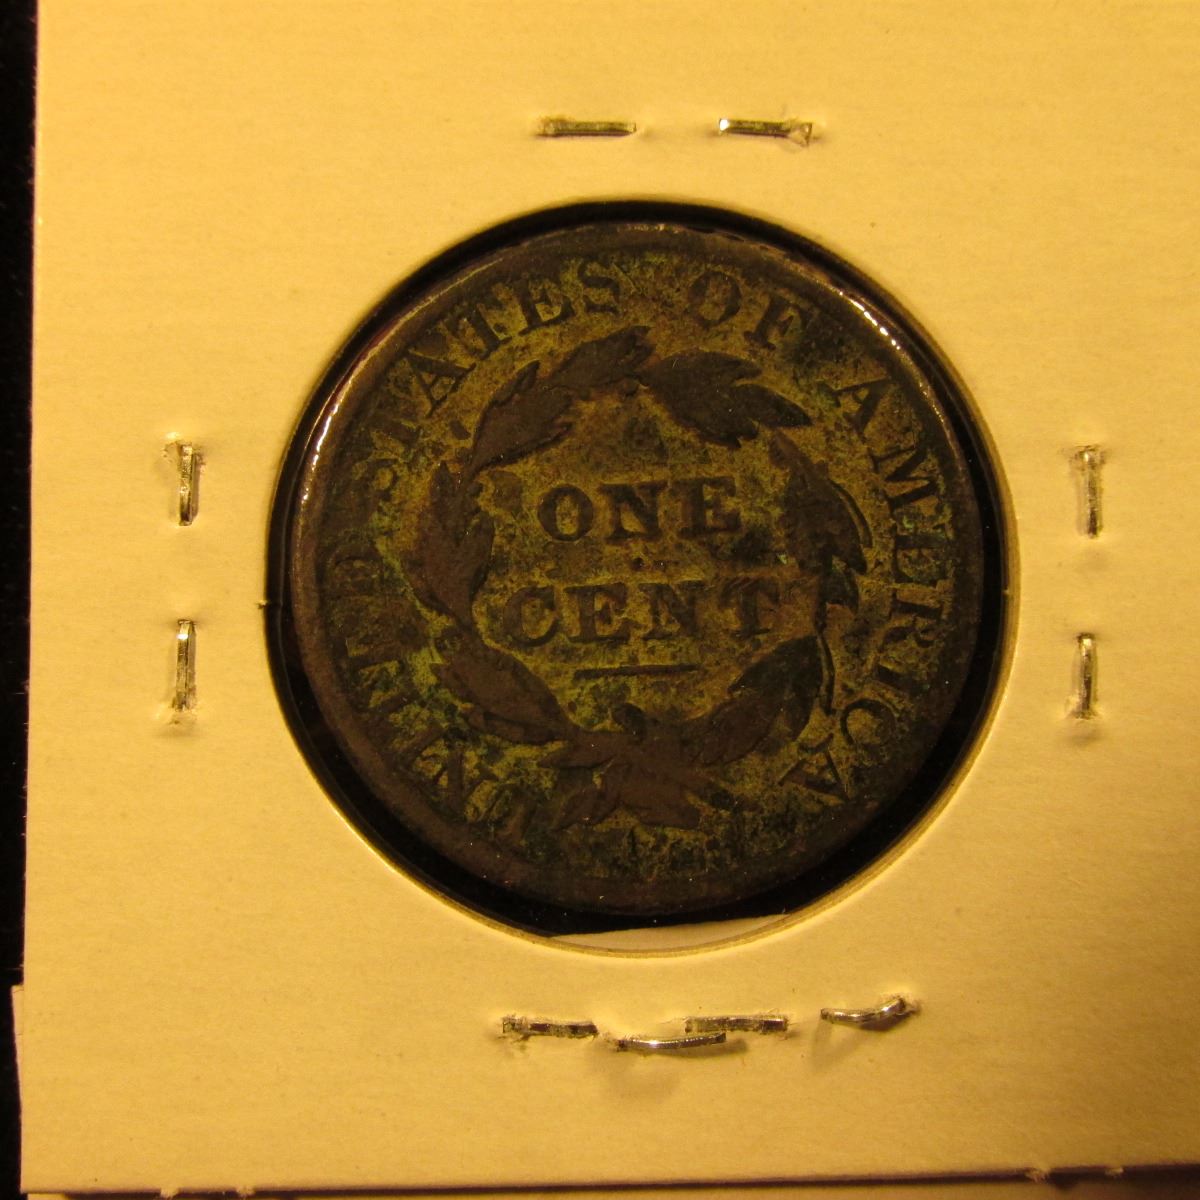 UNITED STATES OF AMERICA
ONE
CENT